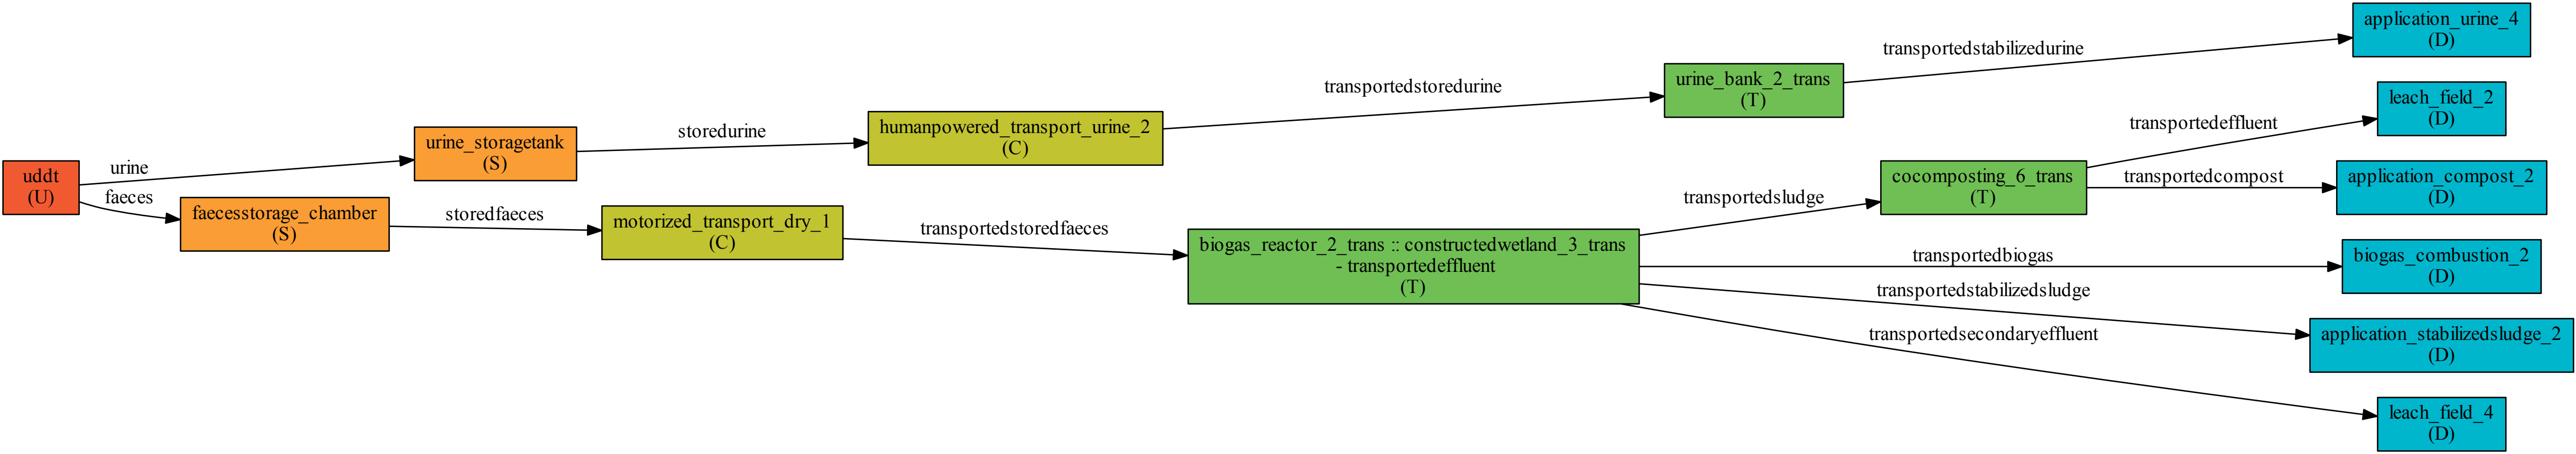 uddt
(U)
urine
faeces
urine_storagetank
(S)
faecesstorage_chamber
(S)
storedurine
storedfaeces
humanpowered_transport_urine_2
(C)
motorized_transport_dry_1
(C)
transportedstoredurine
transportedstoredfaeces
urine_bank_2_trans
(T)
biogas_reactor_2_trans :: constructedwetland_3_trans
- transportedeffluent
(T)
transportedsludge
cocomposting_6_trans
(T)
transportedstabilizedurine
transportedeffluent
transportedcompost
transportedbiogas
transportedstabilizedsludge
transportedsecondaryeffluent
application_urine_4
(D)
leach_field_2
(D)
application_compost_2
(D)
biogas_combustion_2
(D)
application_stabilizedsludge_2
(D)
leach_field_4
(D)